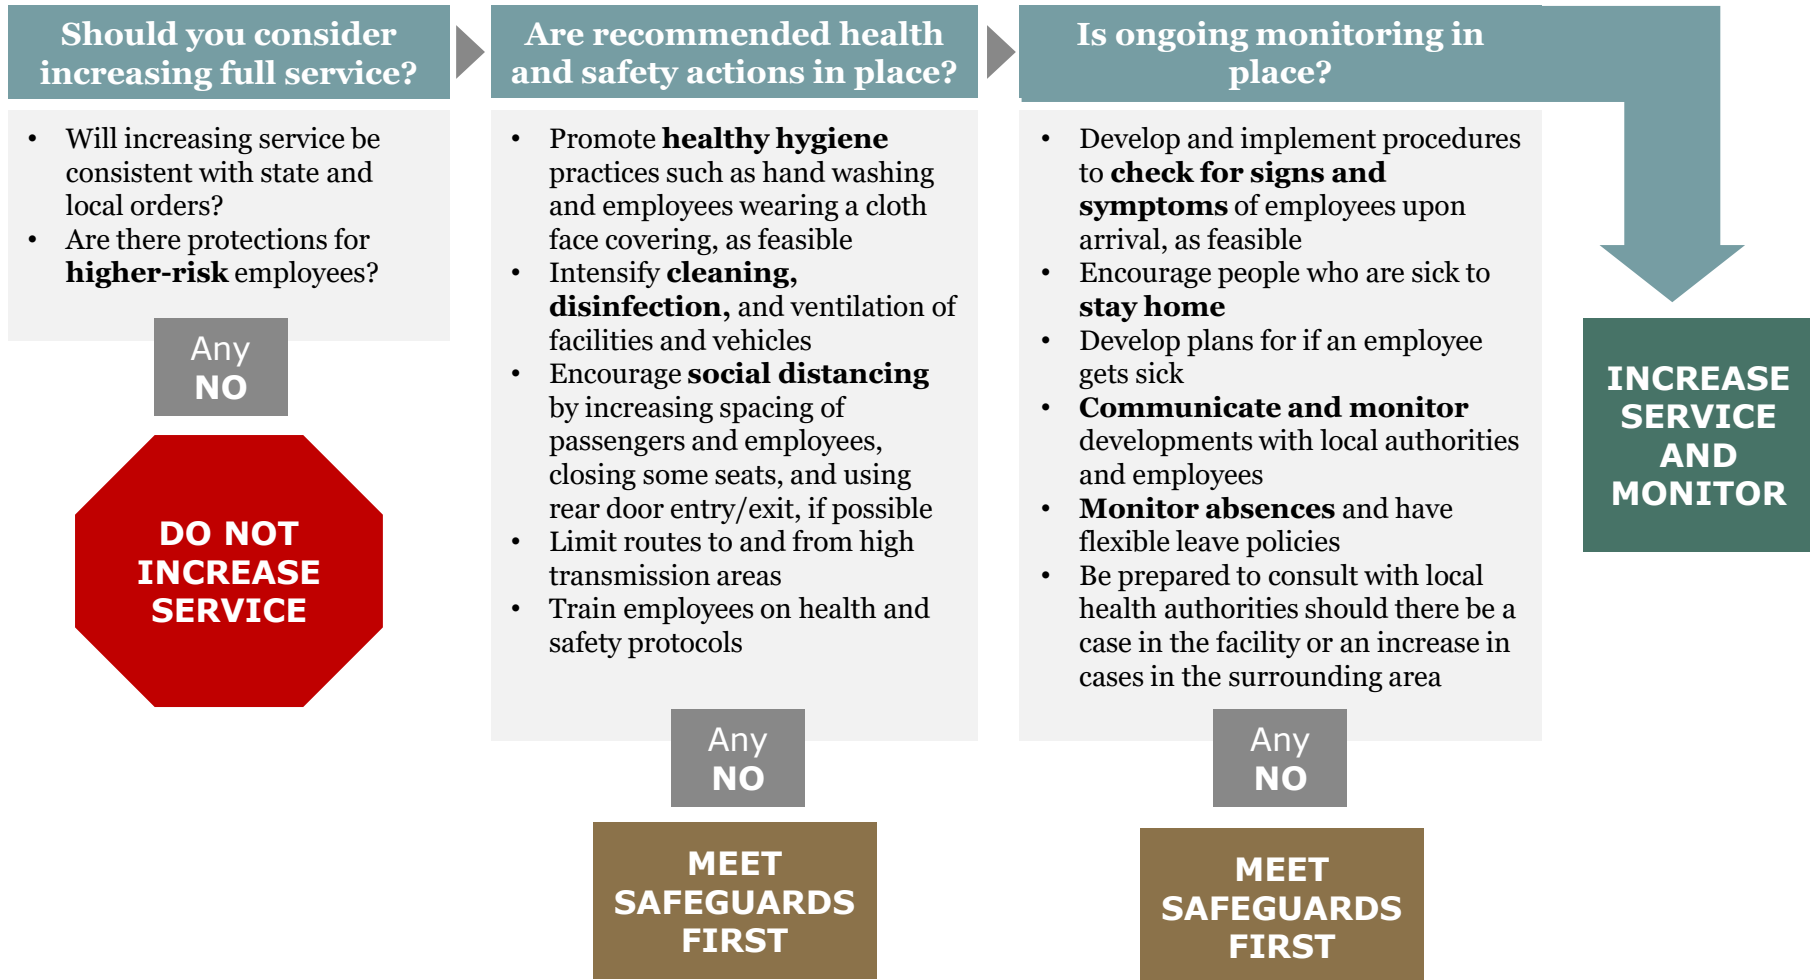 Should you consider
increasing full service?
• Will increasing service be
consistent with state and
local orders?
• Are there protections for
higher-risk employees?
Any
NO
DO NOT
INCREASE
SERVICE
Are recommended health
and safety actions in place?
• Promote healthy hygiene
practices such as hand washing
and employees wearing a cloth
face covering, as feasible
• Intensify cleaning,
disinfection, and ventilation of
facilities and vehicles
• Encourage social distancing
by increasing spacing of
passengers and employees,
closing some seats, and using
rear door entry/exit, if possible
• Limit routes to and from high
transmission areas
• Train employees on health and
safety protocols
Any
NO
MEET
SAFEGUARDS
FIRST
Is ongoing monitoring in
place?
• Develop and implement procedures
to check for signs and
symptoms of employees upon
arrival, as feasible
• Encourage people who are sick to
stay home
• Develop plans for if an employee
gets sick
• Communicate and monitor
developments with local authorities
and employees
• Monitor absences and have
flexible leave policies
• Be prepared to consult with local
health authorities should there be a
case in the facility or an increase in
cases in the surrounding area
Any
NO
MEET
SAFEGUARDS
FIRST
INCREASE
SERVICE
AND
MONITOR